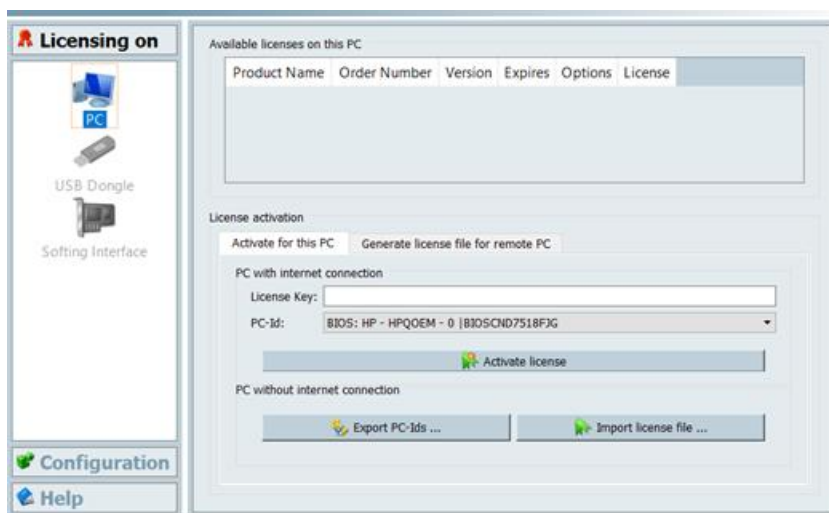 Licensing on
PC
USB Dongle
Softing Interface
Configuration
Help
Available licenses on this PC
Product Name Order Number Version Expires Options License
License activation
Activate for this PC Generate license file for remote PC
PC with internet connection
License Key:
PC-Id: BIOS: HP - HPQOEM - 0 |BIOSCND7518FJG
Activate license
PC without internet connection
Export PC-Ids ... Import license file ...